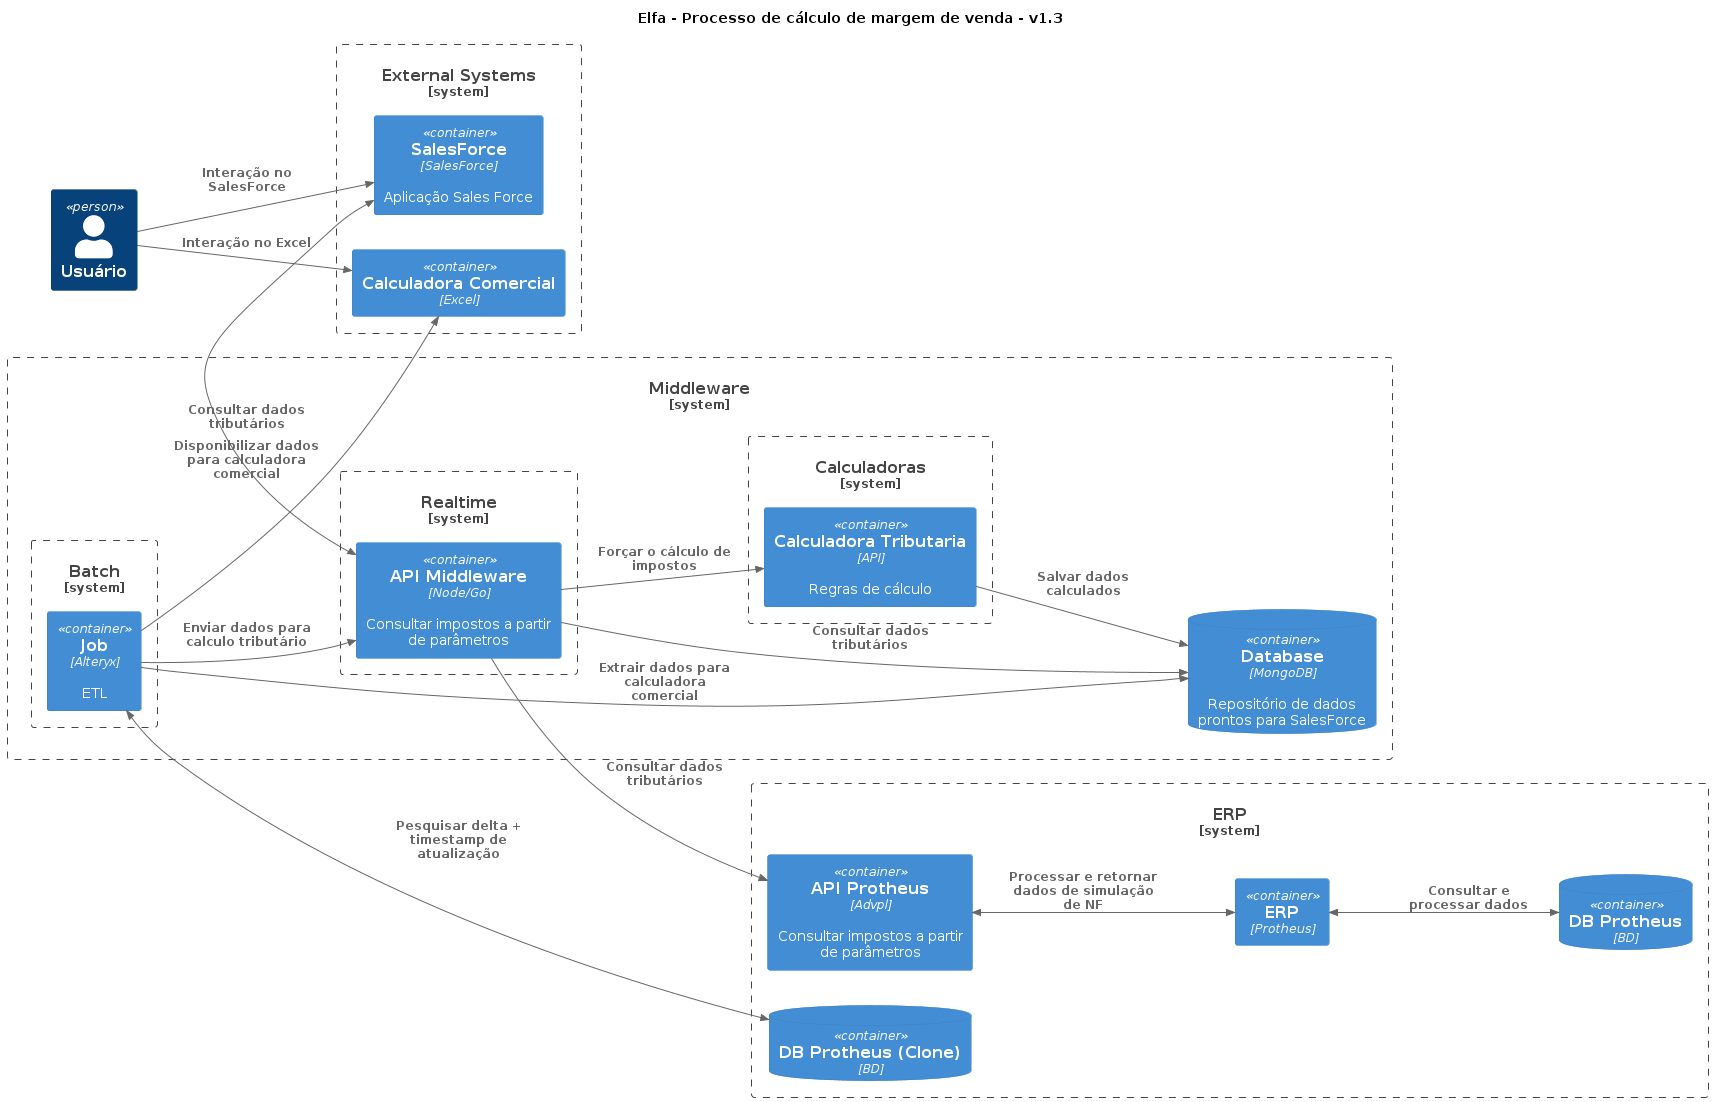 Elfa - Processo de cálculo de margem de venda - v1.3
External Systems
[system]
«container»
SalesForce
[SalesForce]
Aplicação Sales Force
Interação no
SalesForce
«person»
Usuário
Interação no Excel
«container»
Calculadora Comercial
[Excel]
Middleware
[system]
Consultar dados
tributários
Disponibilizar dados
para calculadora
comercial
Calculadoras
[system]
«container»
Calculadora Tributaria
[API]
Regras de cálculo
Realtime
[system]
«container»
API Middleware
[Node/Go]
Consultar impostos a partir
de parâmetros
Forçar o cálculo de
impostos
Salvar dados
calculados
Batch
[system]
«container»
Job
[Alteryx]
ETL
Enviar dados para
calculo tributário
Consultar dados
tributários
Extrair dados para
calculadora
comercial
«container»
Database
[MongoDB]
Repositório de dados
prontos para SalesForce
Consultar dados
tributários
Pesquisar delta +
timestamp de
atualização
ERP
[system]
«container»
API Protheus
[Advpl]
Consultar impostos a partir
de parâmetros
Processar e retornar
dados de simulação
de NF
«container»
ERP
[Protheus]
Consultar e
processar dados
«container»
DB Protheus
[BD]
«container»
DB Protheus (Clone)
[BD]